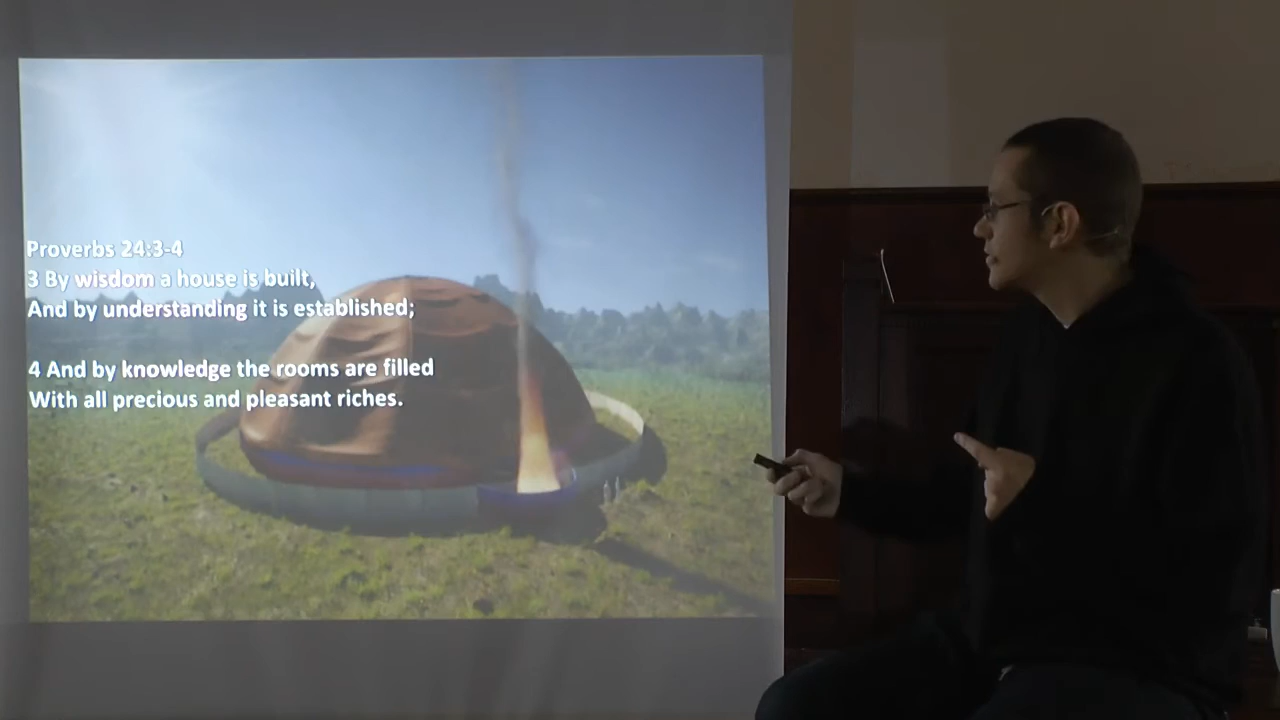 Proverbs 24:3-4
3 By wisdom a house is built,
And by understanding it is established;
4 And by knowledge the rooms are filled
With all precious and pleasant riches.